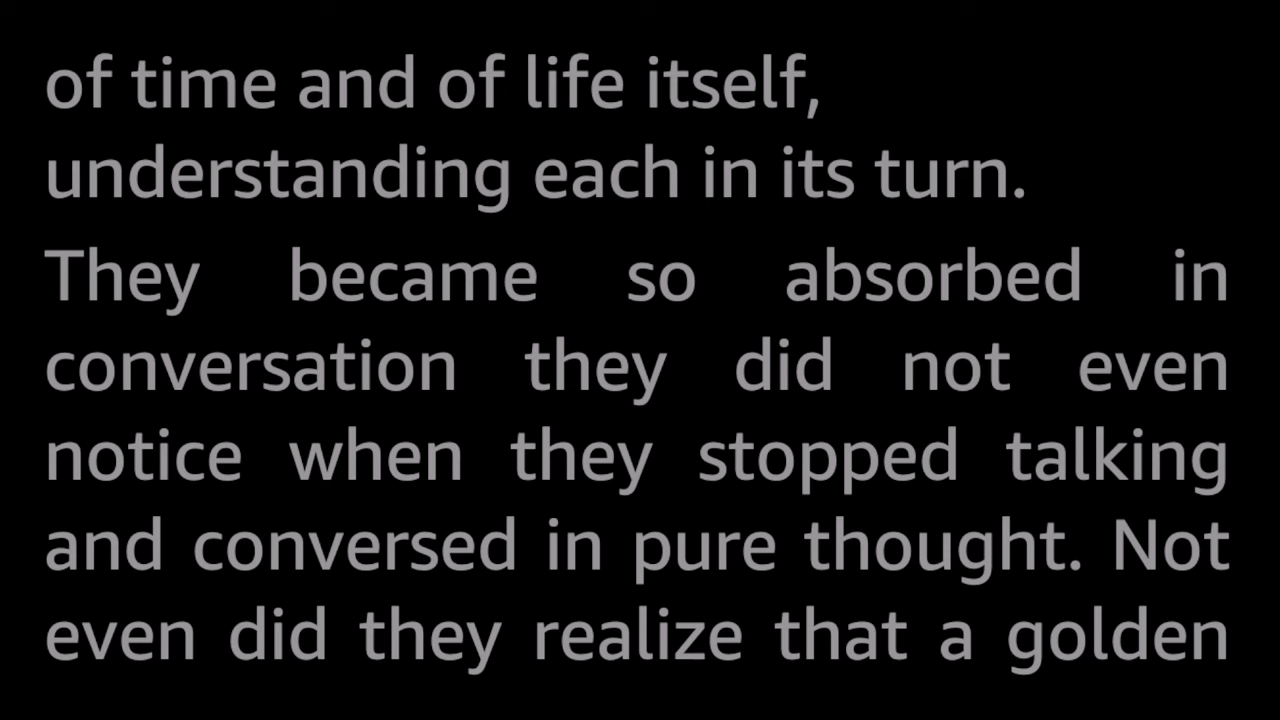 of time and of life itself,
understanding each in its turn.
They became so absorbed in
conversation they did not even
notice when they stopped talking
and conversed in pure thought. Not
even did they realize that a golden